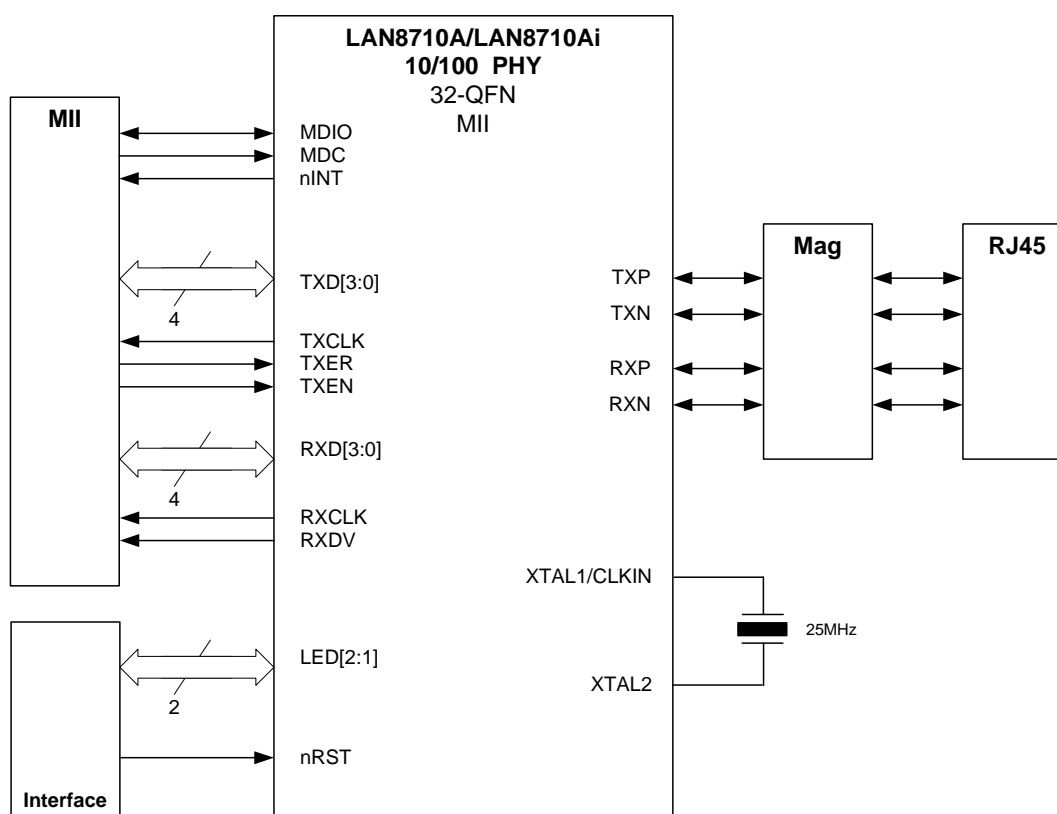 LAN8710A/LAN8710Ai
10/100 PHY
32-QFN
MII
MII
MDIO
MDC
nINT
TXD[3:0]
4
TXCLK
TXER
TXEN
RXD[3:0]
4
RXCLK
RXDV
LED[2:1]
2
nRST
Interface
TXP
TXN
RXP
RXN
Mag
RJ45
XTAL1/CLKIN
25MHz
XTAL2